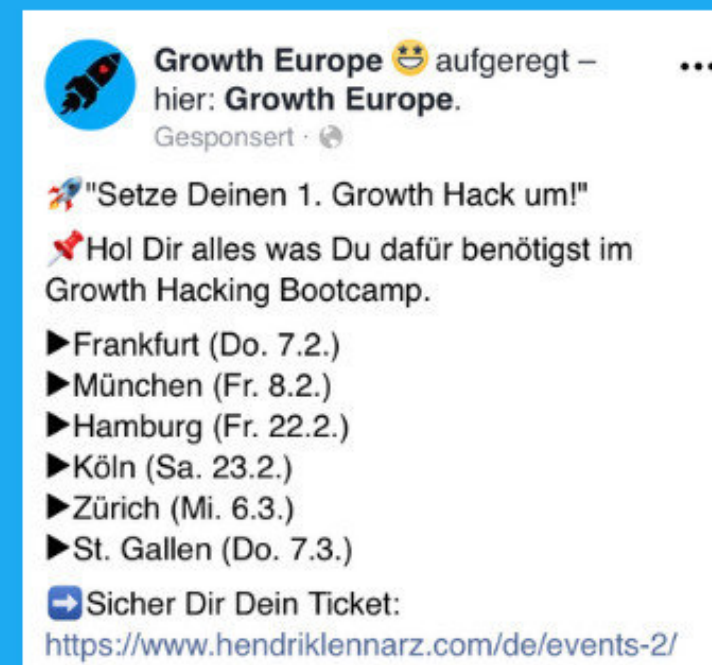 Growth Europe 🤩 aufgeregt –
hier: Growth Europe.
Gesponsert ·
🚀"Setze Deinen 1. Growth Hack um!"
📌Hol Dir alles was Du dafür benötigst im
Growth Hacking Bootcamp.
▶Frankfurt (Do. 7.2.)
▶München (Fr. 8.2.)
▶Hamburg (Fr. 22.2.)
▶Köln (Sa. 23.2.)
▶Zürich (Mi. 6.3.)
▶St. Gallen (Do. 7.3.)
➡Sicher Dir Dein Ticket:
https://www.hendriklennarz.com/de/events-2/